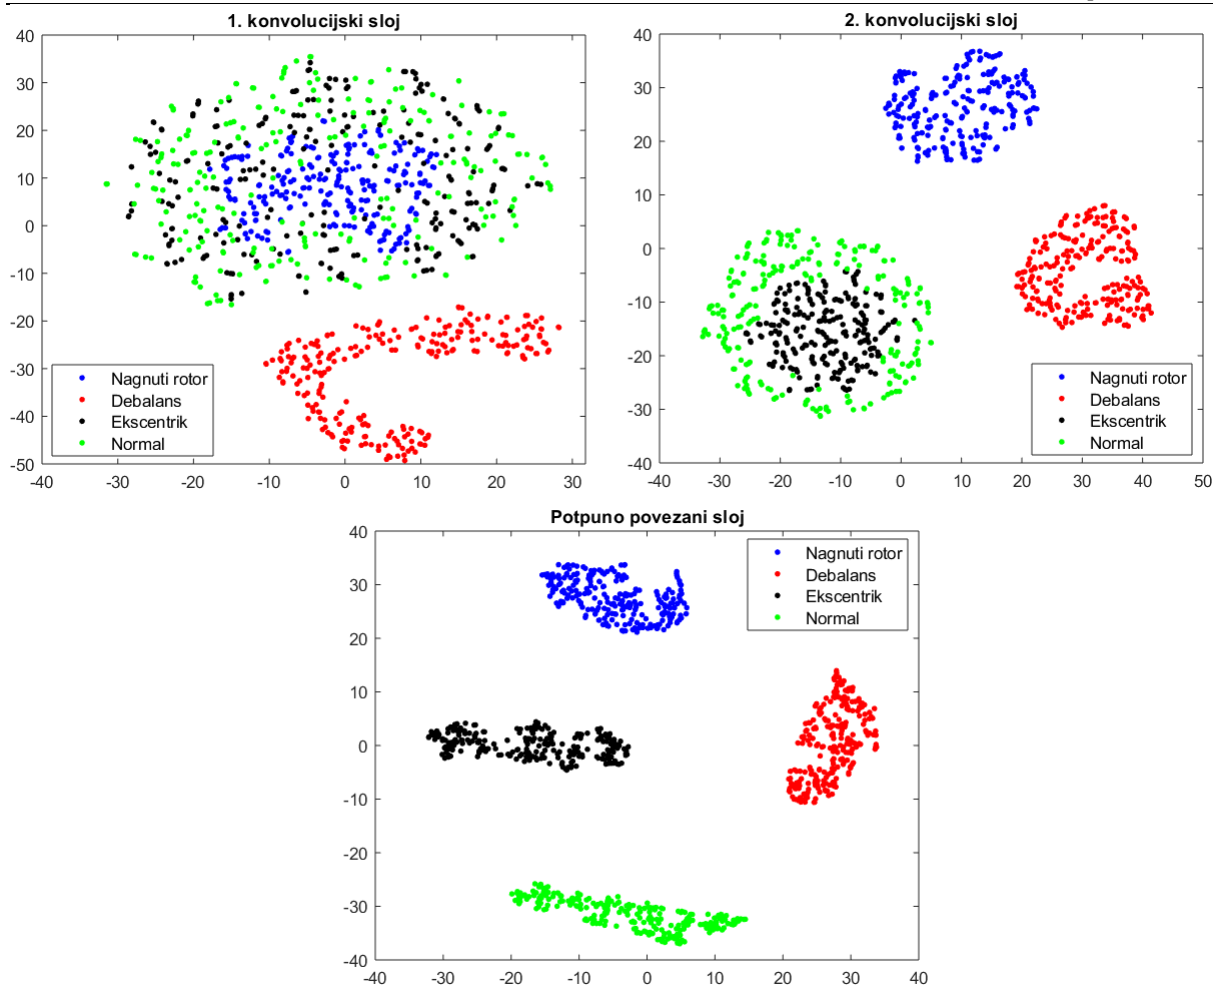 1. konvolucijski sloj
40
30
20
10
0
-10
-20
-30
-40
-50
-40 -30 -20 -10 0 10 20 30
Nagnuti rotor
Debalans
Ekscentrik
Normal
2. konvolucijski sloj
40
30
20
10
0
-10
-20
-30
-40
-40 -30 -20 -10 0 10 20 30 40 50
Nagnuti rotor
Debalans
Ekscentrik
Normal
Potpuno povezani sloj
40
30
20
10
0
-10
-20
-30
-40
-40 -30 -20 -10 0 10 20 30 40
Nagnuti rotor
Debalans
Ekscentrik
Normal